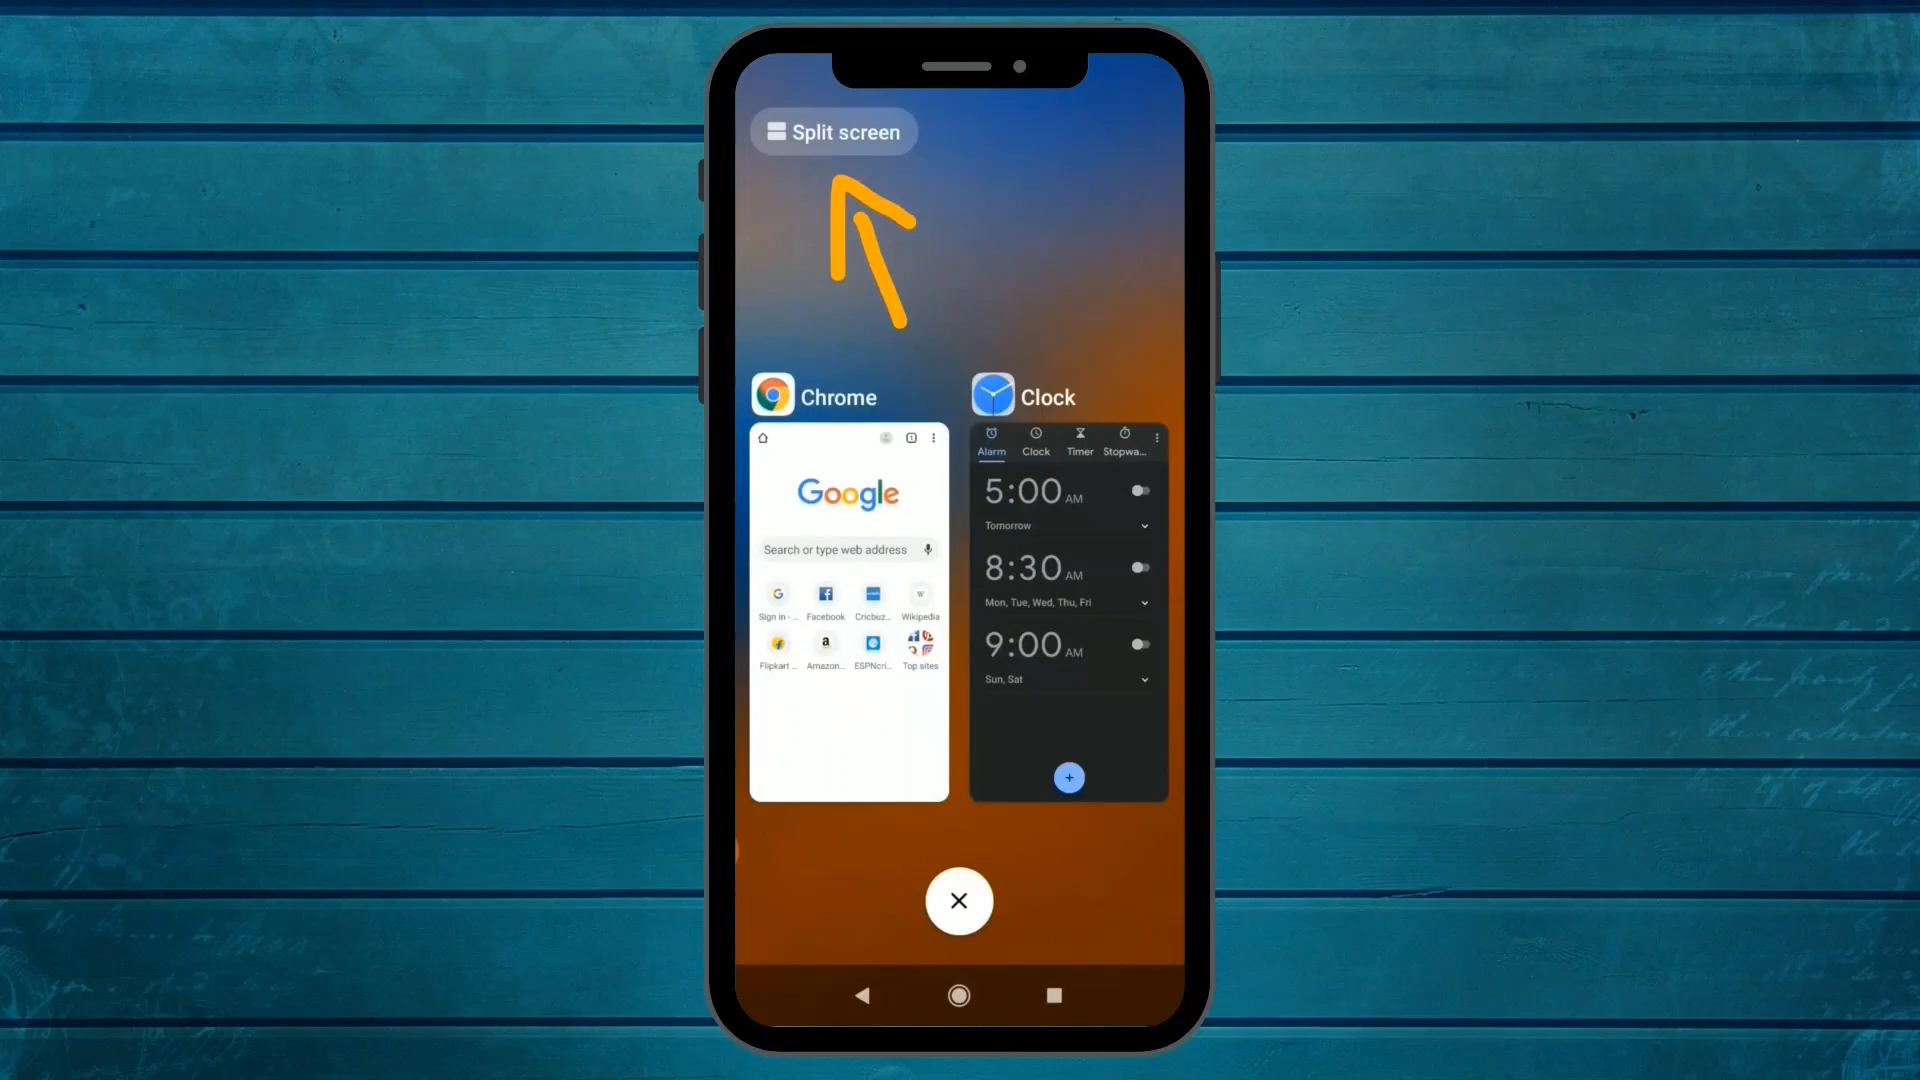 Split screen
Chrome
Clock
Google
Search or type web address
Sign in - ...
Facebook
Cricbuz...
Wikipedia
Flipkart ...
Amazon...
ESPNcri...
Top sites
Alarm
Clock
Timer
Stopwa...
5:00 AM
Tomorrow
8:30 AM
Mon, Tue, Wed, Thu, Fri
9:00 AM
Sun, Sat